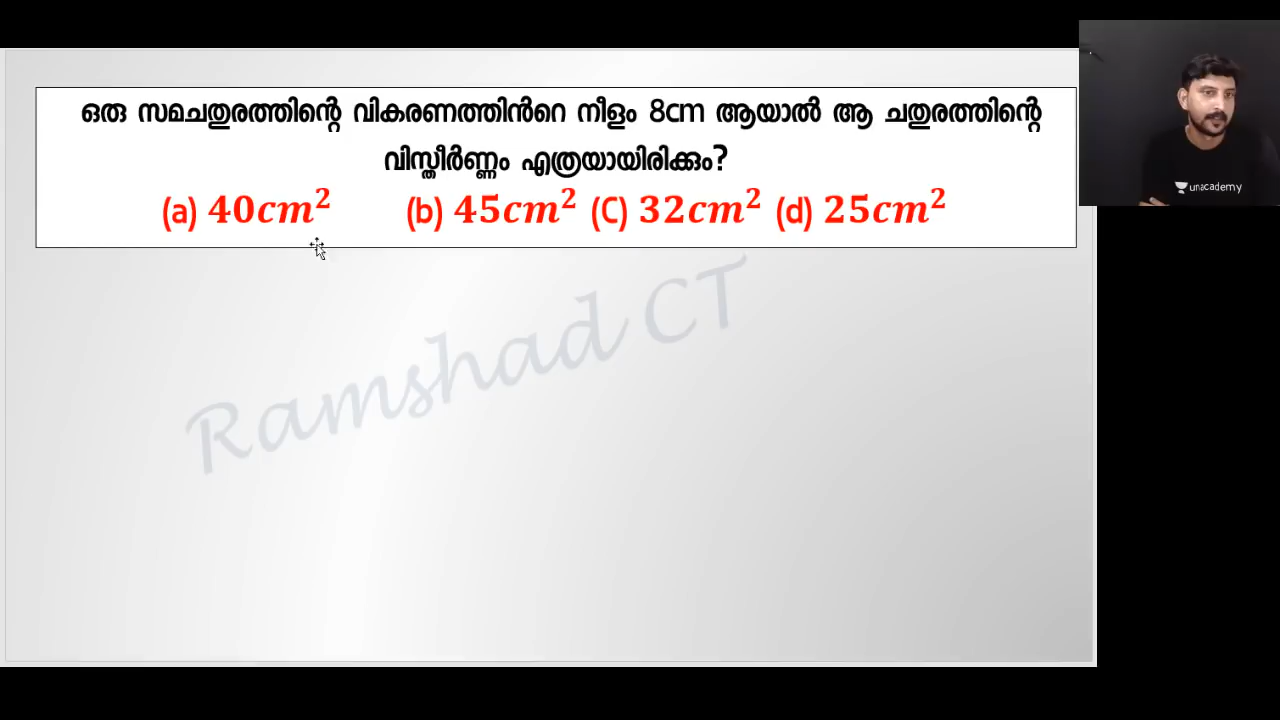 ഒരു സമചതുരത്തിന്റെ വികരണത്തിൻറെ നീളം 8cm ആയാൽ ആ ചതുരത്തിന്റെ
വിസ്തീർണ്ണം എത്രയായിരിക്കും?
(a) 40cm² (b) 45cm² (C) 32cm² (d) 25cm²
Ramshad CT
unacademy